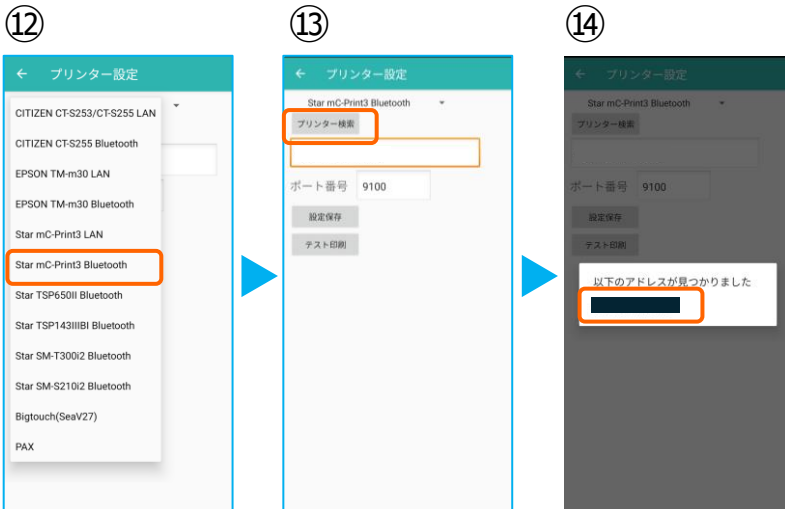 ⑫
← プリンター設定
CITIZEN CT-S253/CT-S255 LAN
CITIZEN CT-S255 Bluetooth
EPSON TM-m30 LAN
EPSON TM-m30 Bluetooth
Star mC-Print3 LAN
Star mC-Print3 Bluetooth
Star TSP650II Bluetooth
Star TSP143IIIBI Bluetooth
Star SM-T300i2 Bluetooth
Star SM-S210i2 Bluetooth
Bigtouch(SeaV27)
PAX
⑬
← プリンター設定
Star mC-Print3 Bluetooth
プリンター検索
ポート番号 9100
設定保存
テスト印刷
⑭
← プリンター設定
Star mC-Print3 Bluetooth
プリンター検索
ポート番号 9100
設定保存
テスト印刷
以下のアドレスが見つかりました